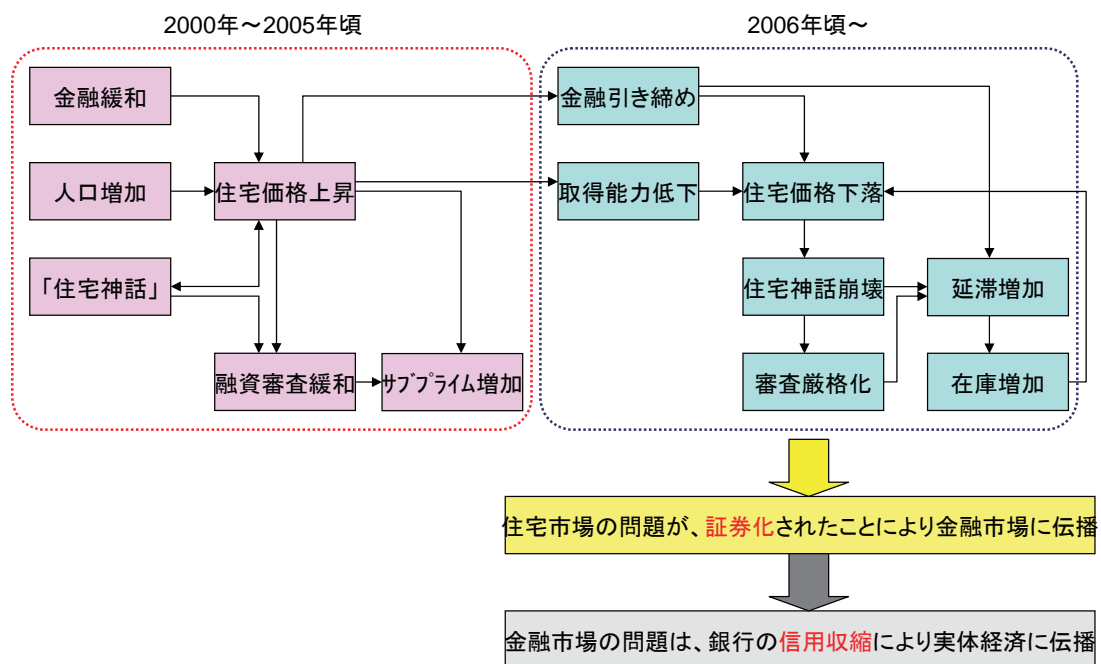 2000年～2005年頃
2006年～
金融緩和
人口増加
住宅価格上昇
「住宅神話」
融資審査緩和
ｻﾌﾞﾌﾟﾗｲﾑ増加
金融引き締め
取得能力低下
住宅価格下落
住宅神話崩壊
延滞増加
審査厳格化
在庫増加
住宅市場の問題が、証券化されたことにより金融市場に伝播
金融市場の問題は、銀行の信用収縮により実体経済に伝播